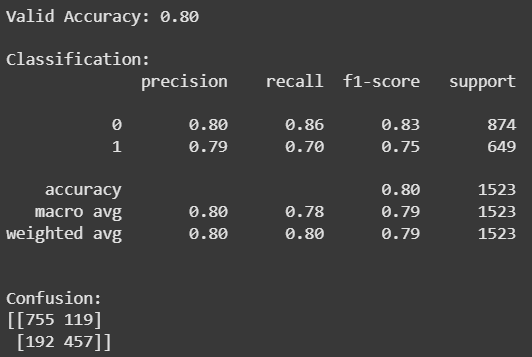 Valid Accuracy: 0.80
Classification:
precision recall f1-score support
0 0.80 0.86 0.83 874
1 0.79 0.70 0.75 649
accuracy 0.80 1523
macro avg 0.80 0.78 0.79 1523
weighted avg 0.80 0.80 0.79 1523
Confusion:
[[755 119]
[192 457]]